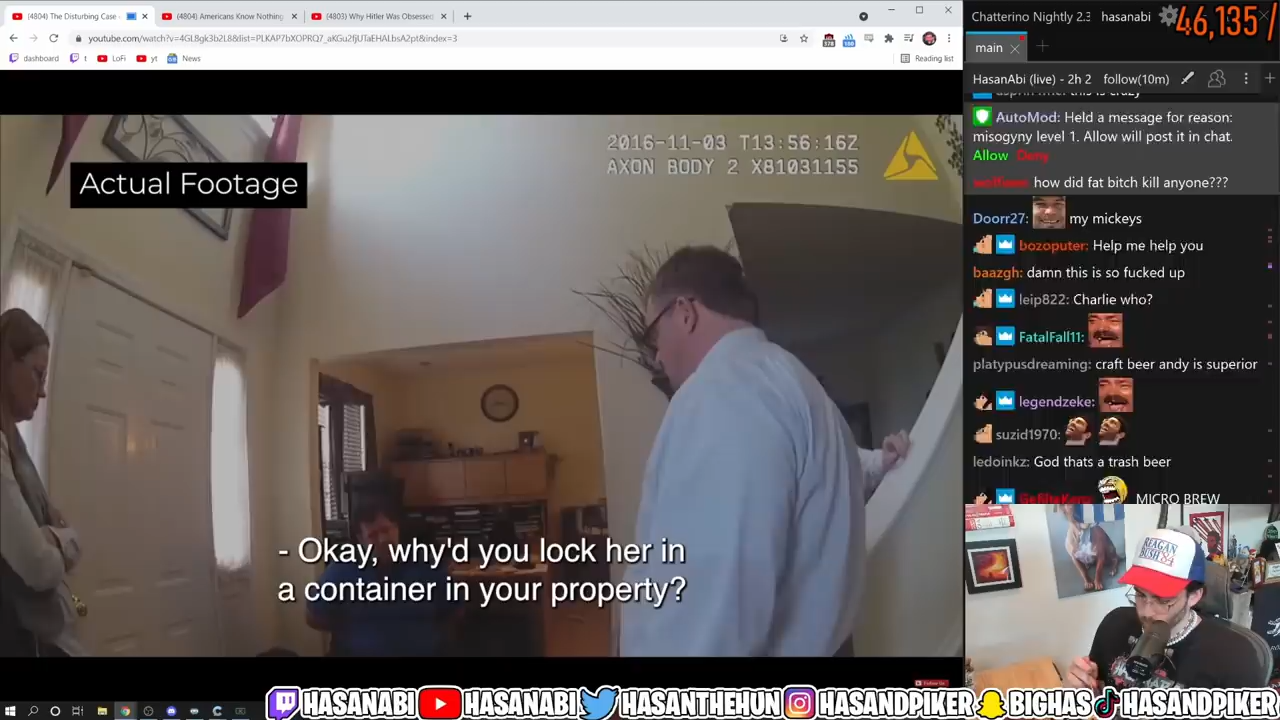 (4804) The Disturbing Case
(4804) Americans Know Nothing
(4803) Why Hitler Was Obsessed
youtube.com/watch?v=4GL8gk3b2L8&list=PLKAP7bXOPRQ7_aKGu2fjUTaEHALbsA2pt&index=3
dashboard
t
LoFi
yt
News
Reading list
2016-11-03 T13:56:16Z
AXON BODY 2 X81031155
Actual Footage
- Okay, why'd you lock her in
a container in your property?
Chatterino Nightly 2.3
hasanabi
46,135 /
main
HasanAbi (live) - 2h 2
follow(10m)
this is crazy
AutoMod: Held a message for reason:
misogyny level 1. Allow will post it in chat.
Allow Deny
how did fat bitch kill anyone???
Doorr27: my mickeys
bozoputer: Help me help you
baazgh: damn this is so fucked up
leip822: Charlie who?
FatalFall11:
platypusdreaming: craft beer andy is superior
legendzeke:
suzid1970:
ledoinkz: God thats a trash beer
MICRO BREW
REAGAN
BUSH
HASANABI HASANABI HASANTHEHUN HASANDPIKER BIGHAS HASANDPIKER